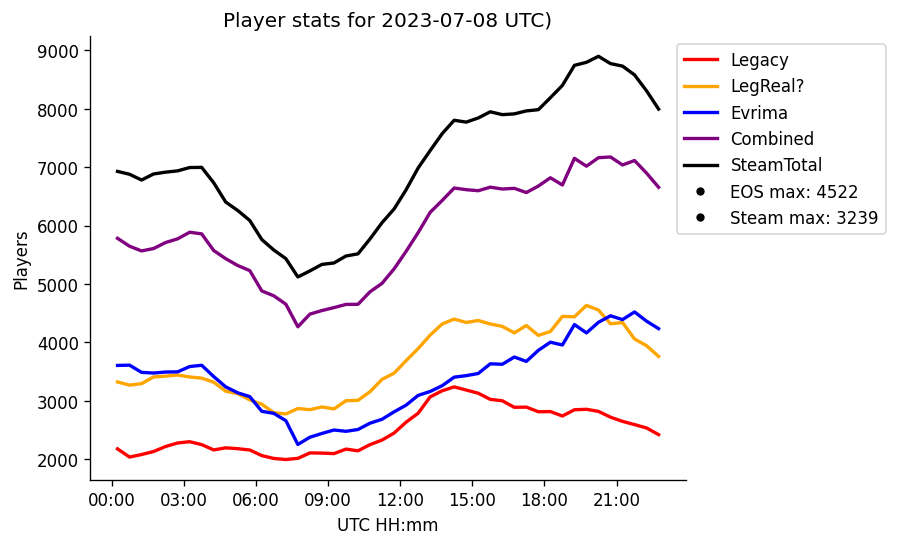 Player stats for 2023-07-08 UTC)
9000
8000
7000
6000
5000
4000
3000
2000
Players
00:00 03:00 06:00 09:00 12:00 15:00 18:00 21:00
UTC HH:mm
Legacy
LegReal?
Evrima
Combined
SteamTotal
EOS max: 4522
Steam max: 3239